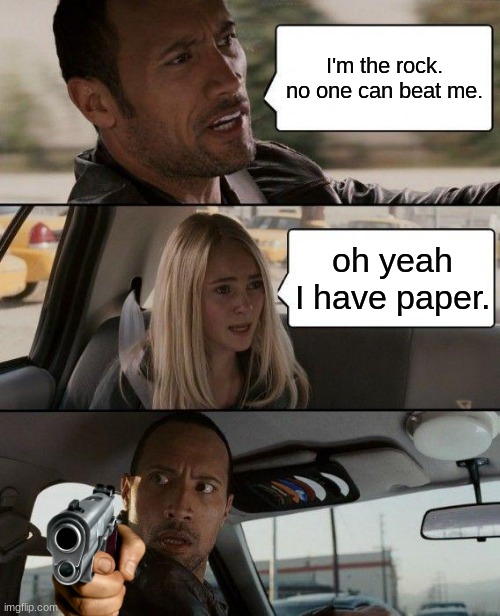 I'm the rock.
no one can beat me.
oh yeah
I have paper.
imgflip.com